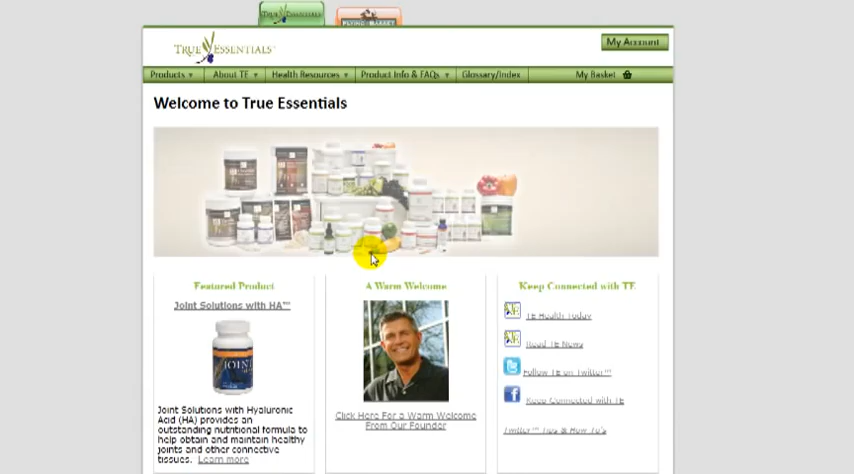 TRUE ESSENTIALS
TRUE ESSENTIALS
My Account
Products
About TE
Health Resources
Product Info & FAQs
Glossary/Index
My Basket
Welcome to True Essentials
Featured Product
Joint Solutions with HA™
JOINT
Joint Solutions with Hyaluronic
Acid (HA) provides an
outstanding nutritional formula to
help obtain and maintain healthy
joints and other connective
tissues. Learn more
A Warm Welcome
Click Here For a Warm Welcome
From Our Founder
Keep Connected with TE
TE Health Today
Read TE News
Follow TE on Twitter™
Keep Connected with TE
Twitter™ Tips & How To's